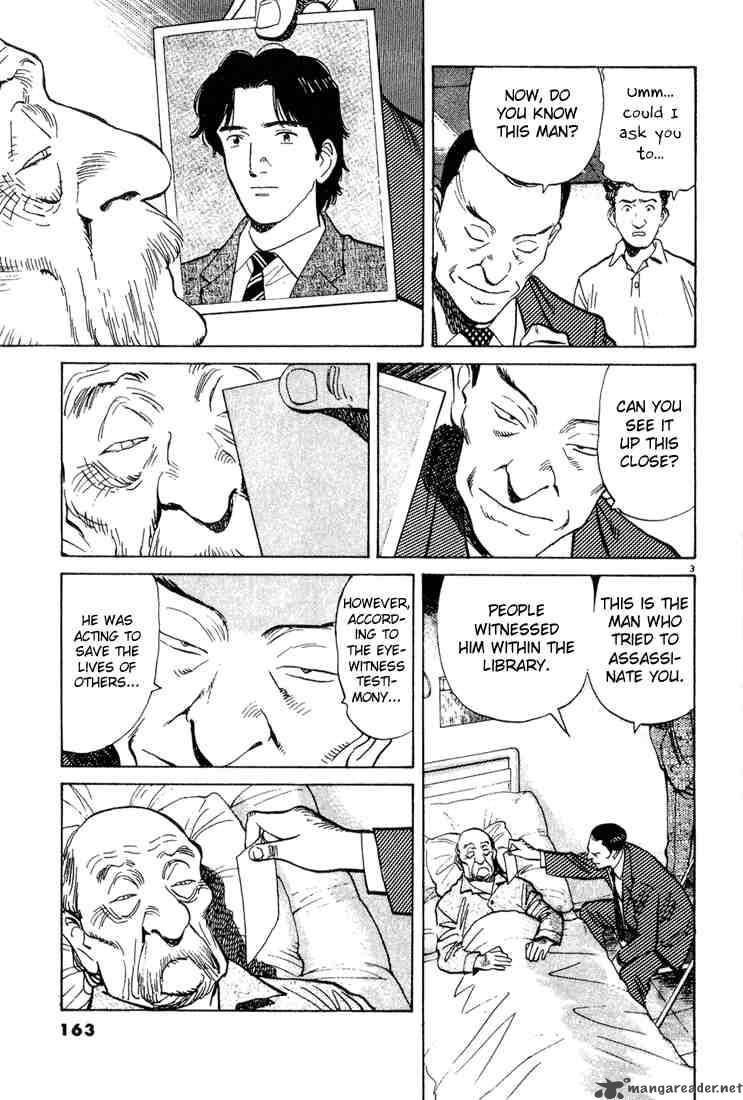 Umm...
could I
ask you
to...
NOW, DO
YOU KNOW
THIS MAN?
CAN YOU
SEE IT
UP THIS
CLOSE?
3
THIS IS THE
MAN WHO
TRIED TO
ASSASSI-
NATE YOU.
PEOPLE
WITNESSED
HIM WITHIN THE
LIBRARY.
HOWEVER,
ACCORD-
ING TO
THE EYE-
WITNESS
TESTI-
MONY...
HE WAS
ACTING TO
SAVE THE
LIVES OF
OTHERS...
163
mangareader.net